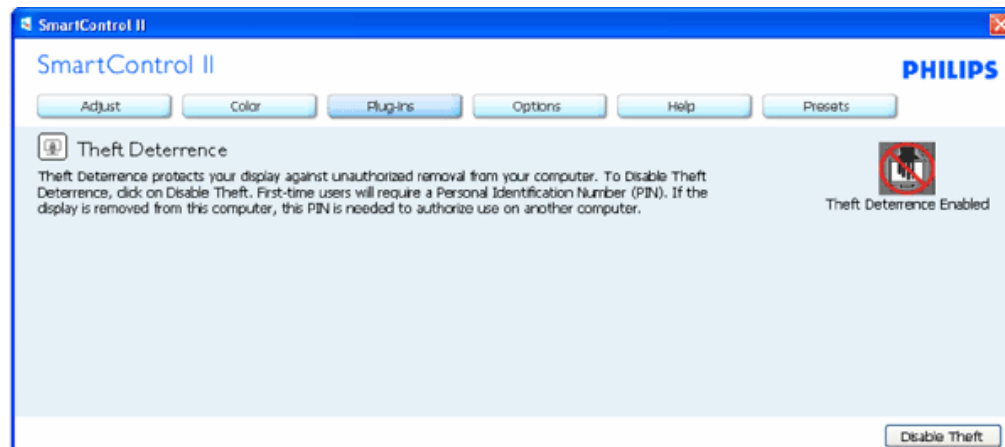 SmartControl II
SmartControl II
PHILIPS
Adjust Color Plug-Ins Options Help Presets
Theft Deterrence
Theft Deterrence protects your display against unauthorized removal from your computer. To Disable Theft
Deterrence, click on Disable Theft. First-time users will require a Personal Identification Number (PIN). If the
display is removed from this computer, this PIN is needed to authorize use on another computer.
Theft Deterrence Enabled
Disable Theft